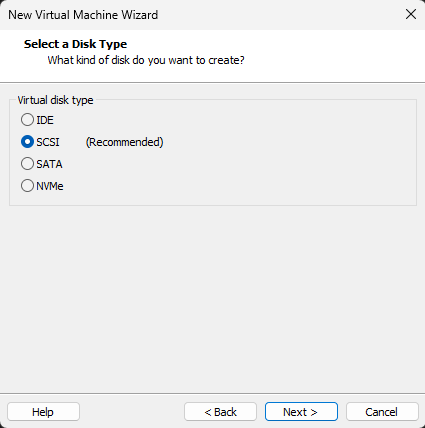 New Virtual Machine Wizard
Select a Disk Type
What kind of disk do you want to create?
Virtual disk type
IDE
SCSI (Recommended)
SATA
NVMe
Help < Back Next > Cancel